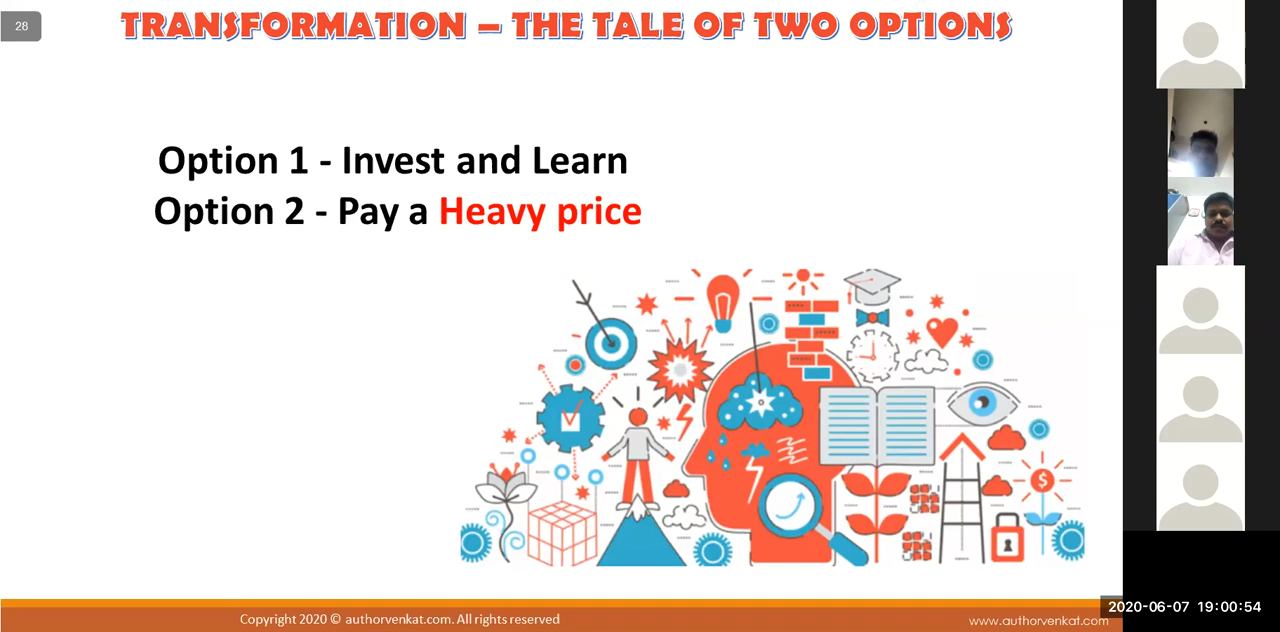 28
TRANSFORMATION – THE TALE OF TWO OPTIONS
Option 1 - Invest and Learn
Option 2 - Pay a Heavy price
$
Copyright 2020 © authorvenkat.com. All rights reserved
www.authorvenkat.com
2020-06-07 19:00:54